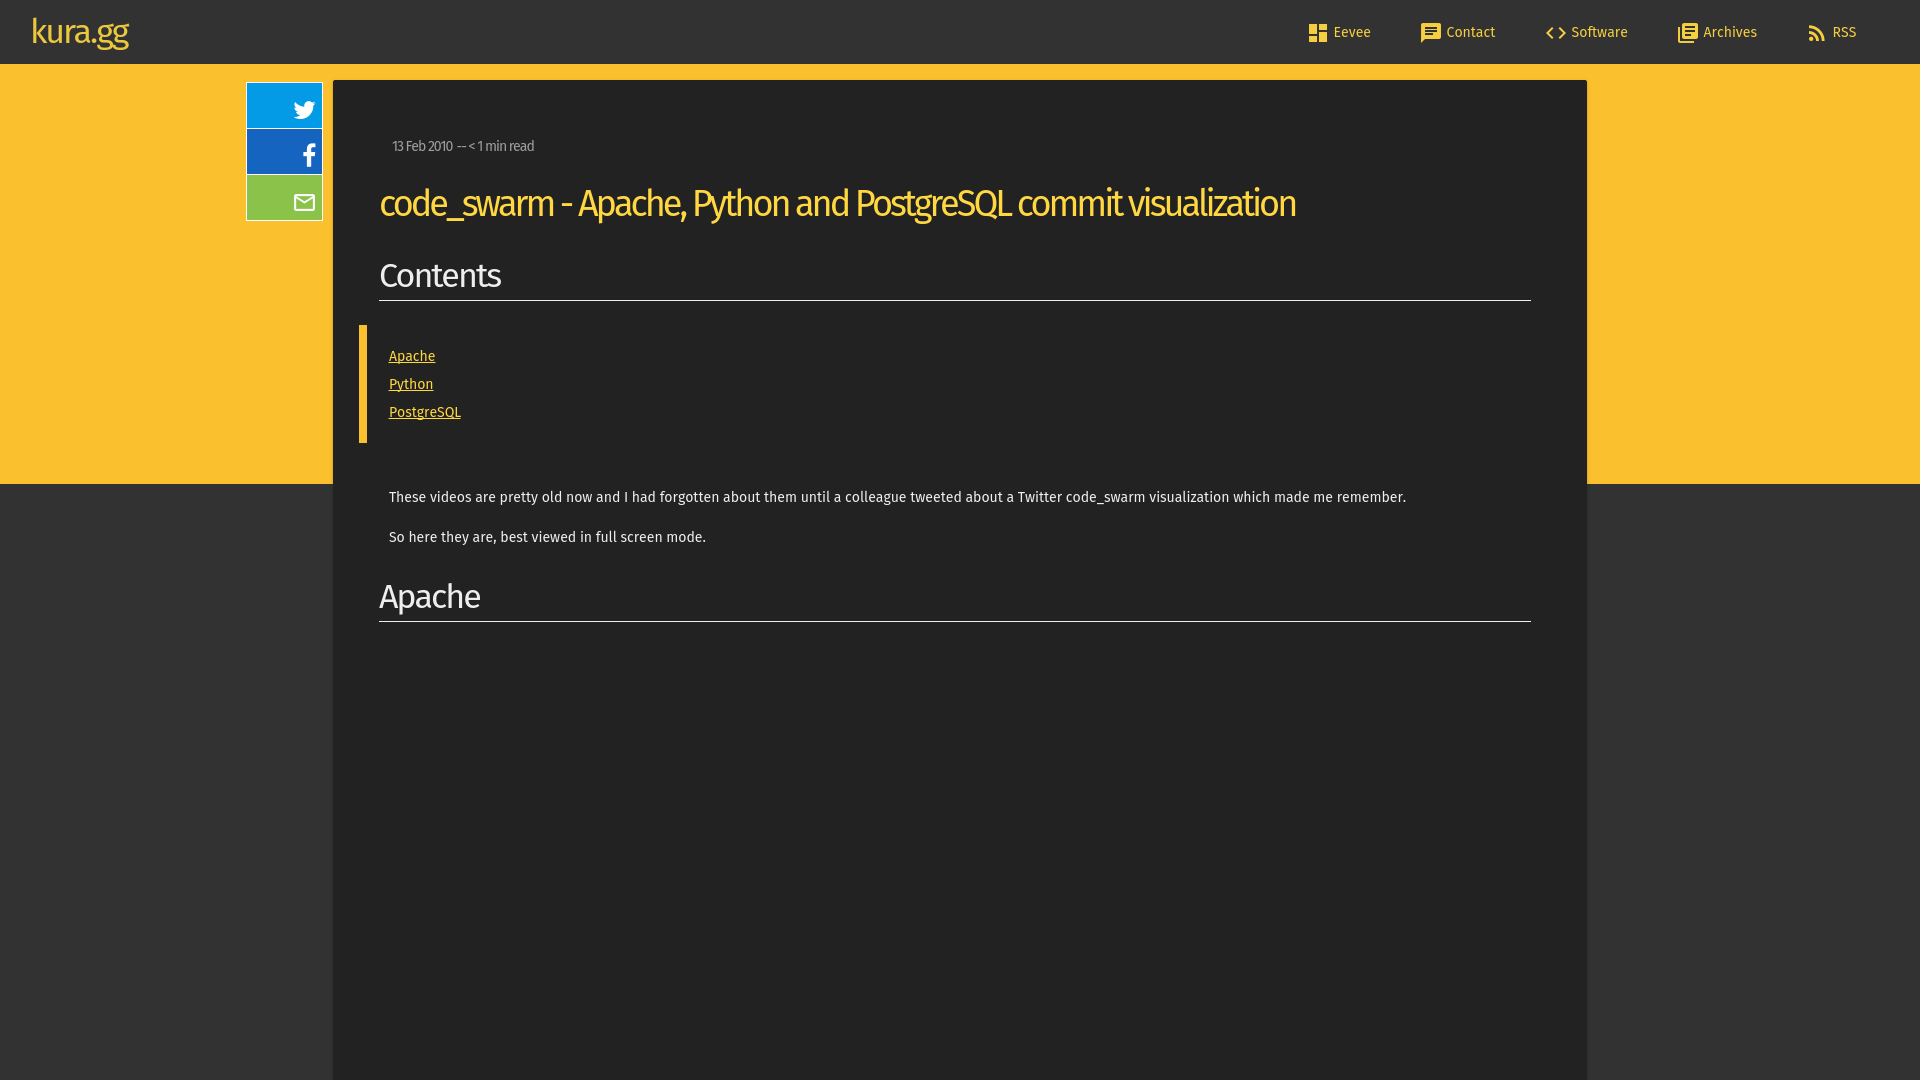 kura.gg
Eevee
Contact
Software
Archives
RSS
13 Feb 2010 -- < 1 min read
code_swarm - Apache, Python and PostgreSQL commit visualization
Contents
Apache
Python
PostgreSQL
These videos are pretty old now and I had forgotten about them until a colleague tweeted about a Twitter code_swarm visualization which made me remember.
So here they are, best viewed in full screen mode.
Apache